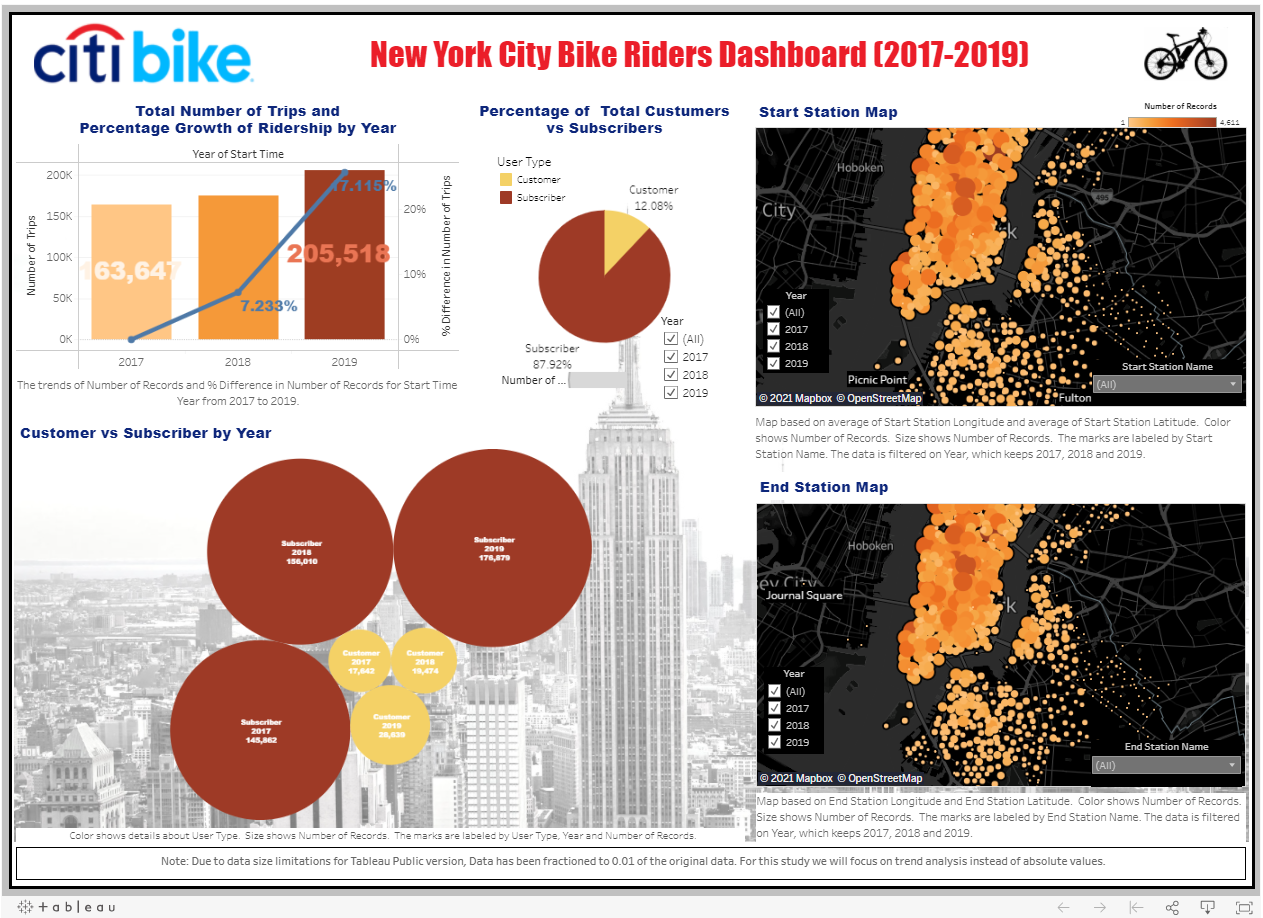 citi bike
New York City Bike Riders Dashboard (2017-2019)
Total Number of Trips and
Percentage Growth of Ridership by Year
Year of Start Time
Number of Trips
200K
150K
100K
50K
0K
163,647
205,518
7.233%
17.115%
20%
10%
0%
% Difference in Number of Trips
2017
2018
2019
The trends of Number of Records and % Difference in Number of Records for Start Time
Year from 2017 to 2019.
Percentage of Total Custumers
vs Subscribers
User Type
Customer
Subscriber
Customer
12.08%
Subscriber
87.92%
Number of ...
Year
(All)
2017
2018
2019
Start Station Map
Number of Records
1
4,611
Hoboken
City
495
k
Year
(All)
2017
2018
2019
Picnic Point
Start Station Name
(All)
Fulton
© 2021 Mapbox © OpenStreetMap
Map based on average of Start Station Longitude and average of Start Station Latitude. Color
shows Number of Records. Size shows Number of Records. The marks are labeled by Start
Station Name. The data is filtered on Year, which keeps 2017, 2018 and 2019.
Customer vs Subscriber by Year
Subscriber
2018
156,010
Subscriber
2019
176,879
Customer
2017
Customer
2018
Subscriber
2017
Customer
2019
Color shows details about User Type. Size shows Number of Records. The marks are labeled by User Type, Year and Number of Records.
End Station Map
Hoboken
ey City
Journal Square
k
Year
(All)
2017
2018
2019
End Station Name
(All)
© 2021 Mapbox © OpenStreetMap
Map based on End Station Longitude and End Station Latitude. Color shows Number of Records.
Size shows Number of Records. The marks are labeled by End Station Name. The data is filtered
on Year, which keeps 2017, 2018 and 2019.
Note: Due to data size limitations for Tableau Public version, Data has been fractioned to 0.01 of the original data. For this study we will focus on trend analysis instead of absolute values.
+ a b | e a u